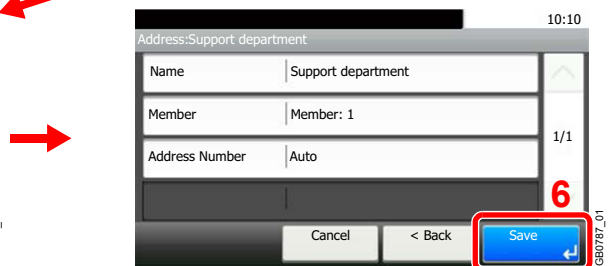 10:10
Address:Support department
Name Support department
Member Member: 1
1/1
Address Number Auto
6
Cancel < Back Save
GB0787_01